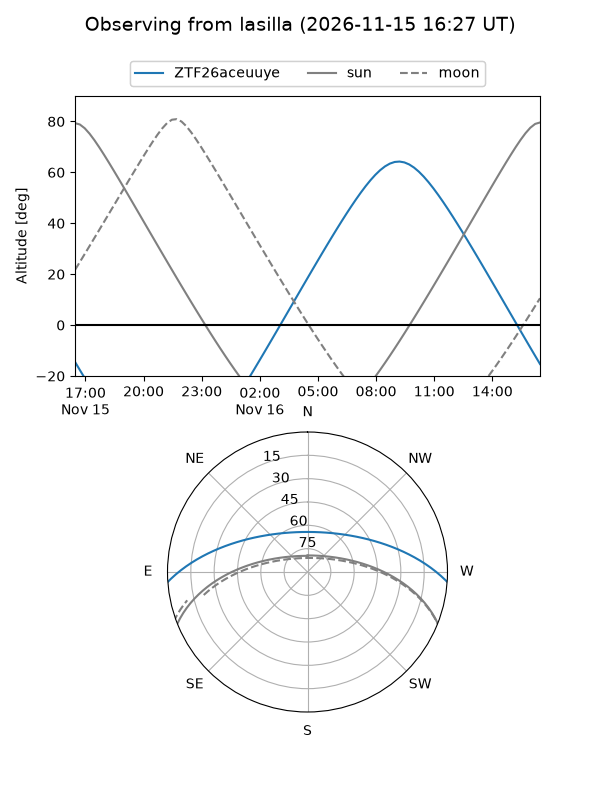 Observing from lasilla (2026-11-15 16:27 UT)
ZTF26aceuuye sun moon
Altitude [deg]
80
60
40
20
0
−20
17:00 20:00 23:00 02:00 05:00 08:00 11:00 14:00
Nov 15 Nov 16
N
NE NW
15
30
45
60
75
E W
SE SW
S